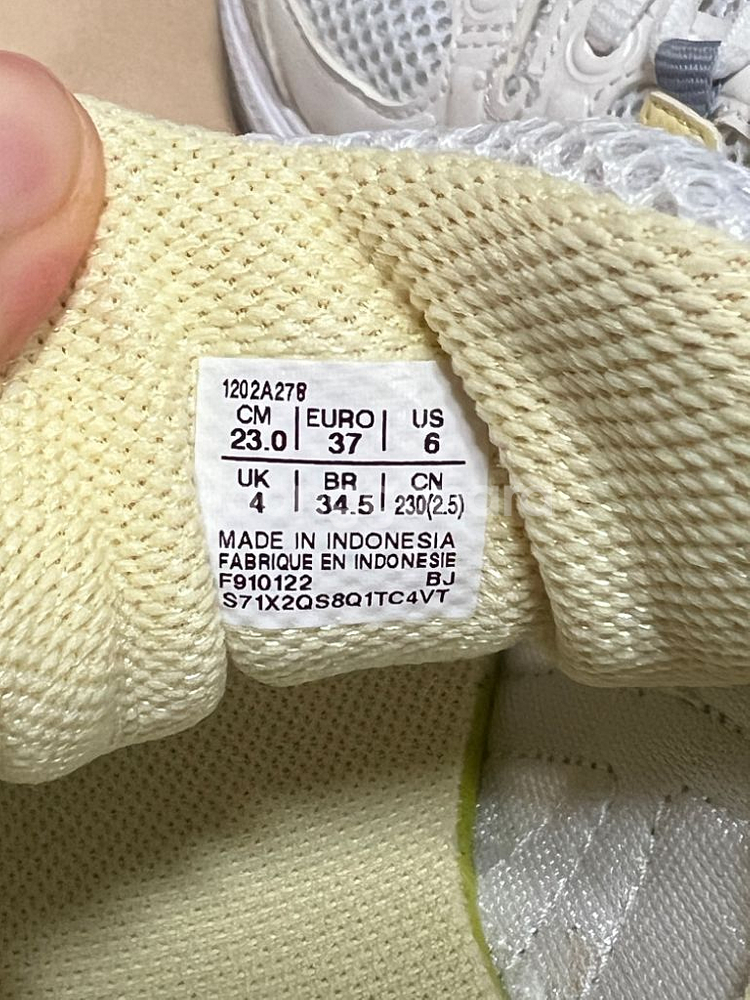 1202A278
CM | EURO | US
23.0 | 37 | 6
UK | BR | CN
4 | 34.5 | 230(2.5)
MADE IN INDONESIA
FABRIQUE EN INDONESIE
F910122 BJ
S71X2QS8Q1TC4VT